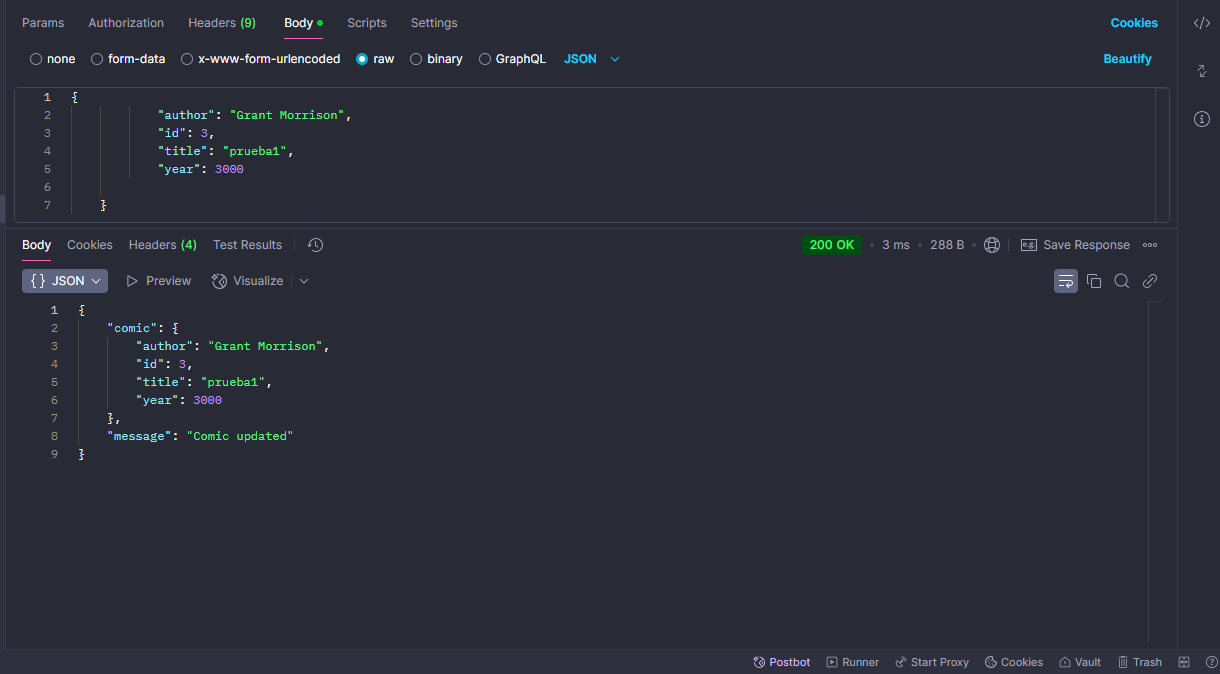 Params Authorization Headers (9) Body Scripts Settings Cookies
none form-data x-www-form-urlencoded raw binary GraphQL JSON Beautify
1 {
2 "author": "Grant Morrison",
3 "id": 3,
4 "title": "prueba1",
5 "year": 3000
6
7 }
Body Cookies Headers (4) Test Results 200 OK • 3 ms • 288 B • e.g. Save Response
{} JSON Preview Visualize
1 {
2 "comic": {
3 "author": "Grant Morrison",
4 "id": 3,
5 "title": "prueba1",
6 "year": 3000
7 },
8 "message": "Comic updated"
9 }
Postbot Runner Start Proxy Cookies Vault Trash